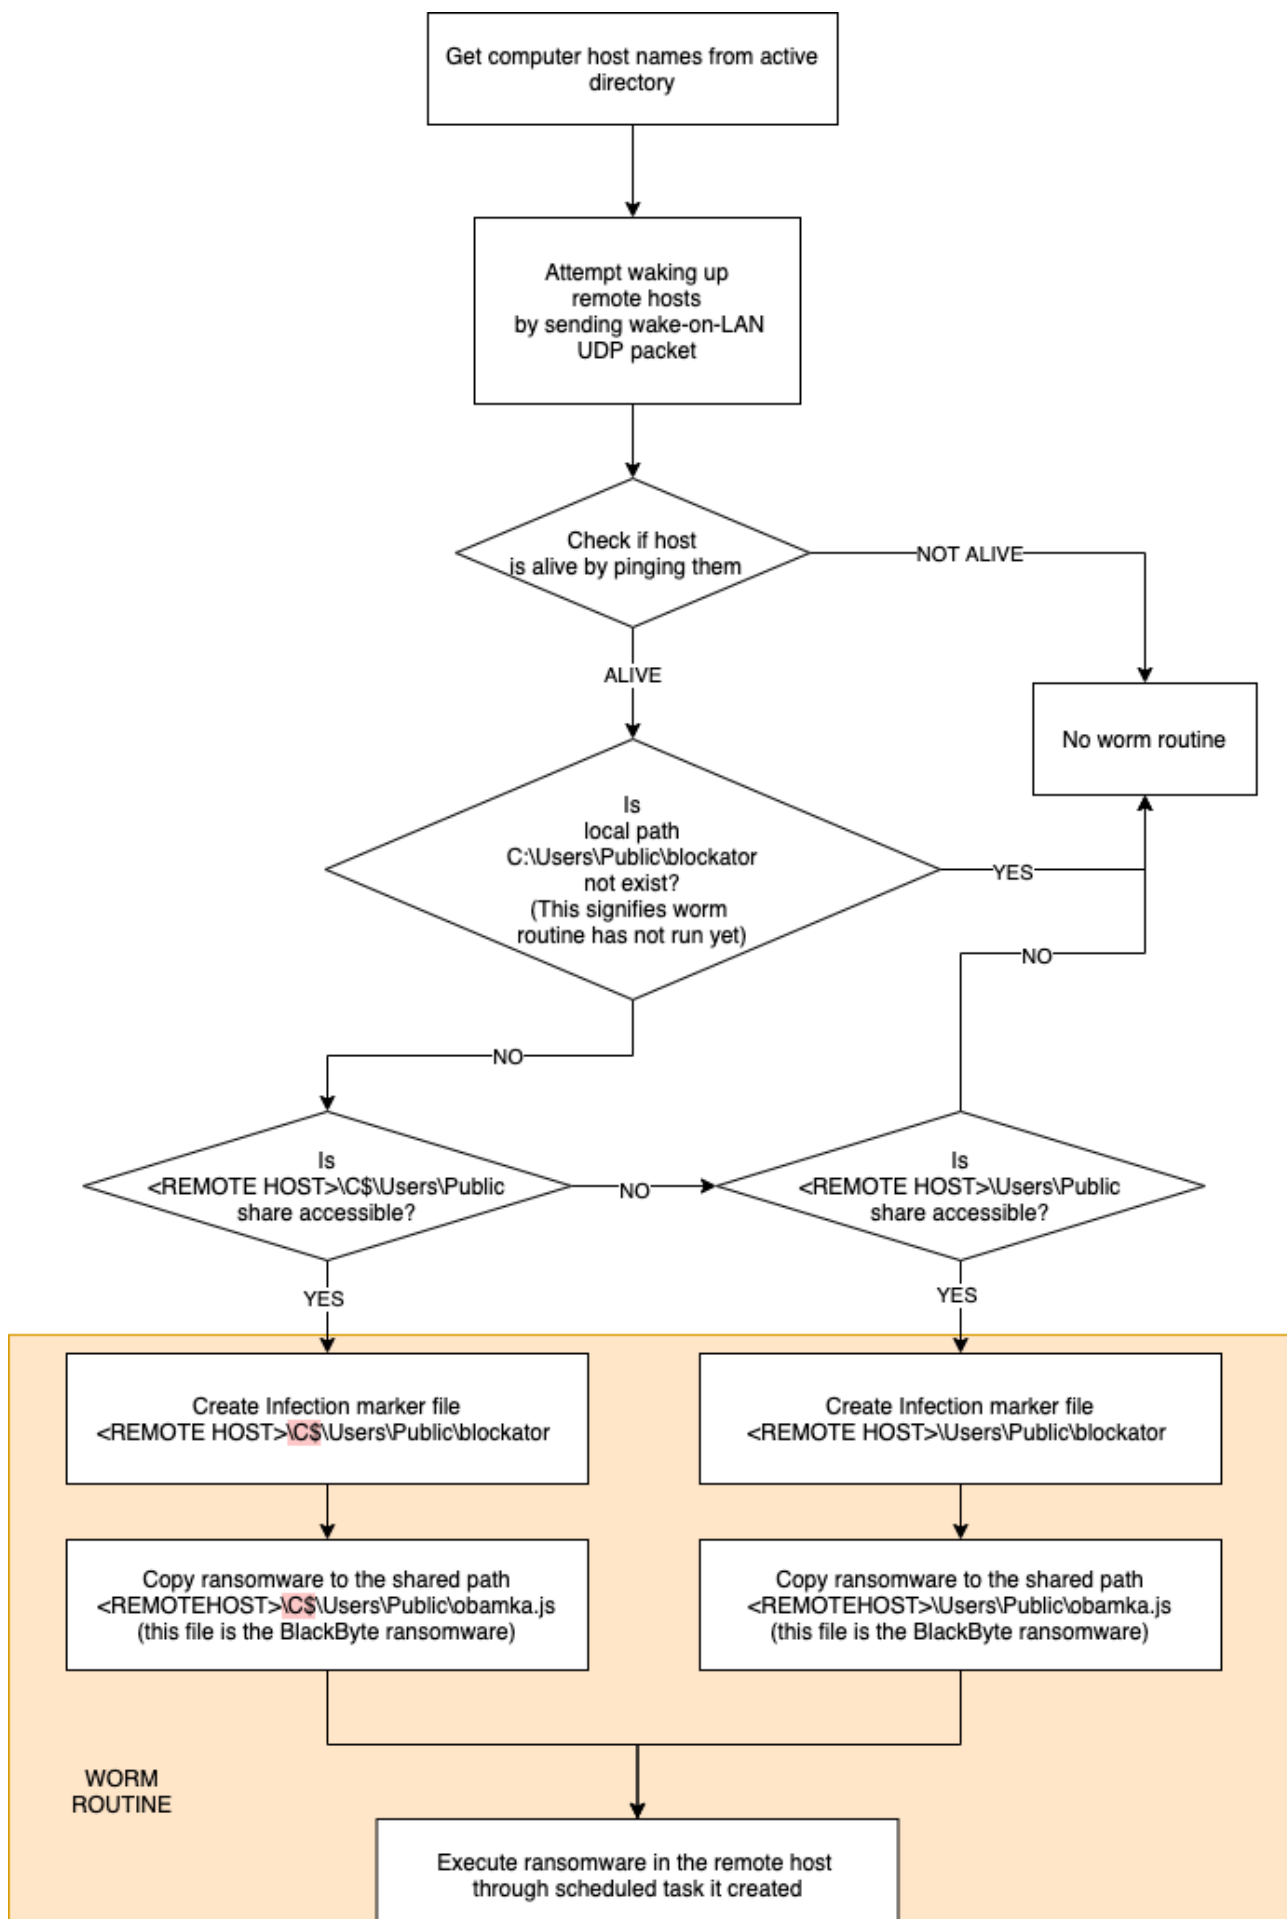 Get computer host names from active
directory
Attempt waking up
remote hosts
by sending wake-on-LAN
UDP packet
Check if host
is alive by pinging them
NOT ALIVE
ALIVE
No worm routine
Is
local path
C:\Users\Public\blockator
not exist?
(This signifies worm
routine has not run yet)
YES
NO
NO
Is
<REMOTE HOST>\C$\Users\Public
share accessible?
NO
Is
<REMOTE HOST>\Users\Public
share accessible?
YES
YES
Create Infection marker file
<REMOTE HOST>\C$\Users\Public\blockator
Create Infection marker file
<REMOTE HOST>\Users\Public\blockator
Copy ransomware to the shared path
<REMOTEHOST>\C$\Users\Public\obamka.js
(this file is the BlackByte ransomware)
Copy ransomware to the shared path
<REMOTEHOST>\Users\Public\obamka.js
(this file is the BlackByte ransomware)
WORM
ROUTINE
Execute ransomware in the remote host
through scheduled task it created